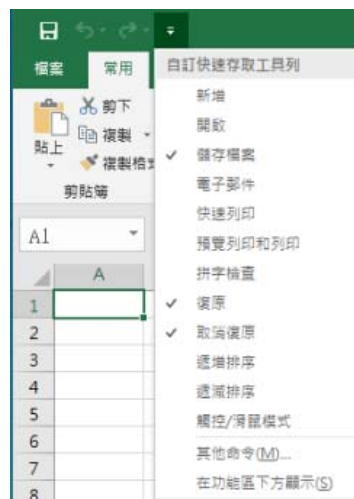 檔案
常用
剪下
複製
複製格式
貼上
剪貼簿
A1
A
1
2
3
4
5
6
7
8
自訂快速存取工具列
新增
開啟
儲存檔案
電子郵件
快速列印
預覽列印和列印
拼字檢查
復原
取消復原
遞增排序
遞減排序
觸控/滑鼠模式
其他命令(M)...
在功能區下方顯示(S)